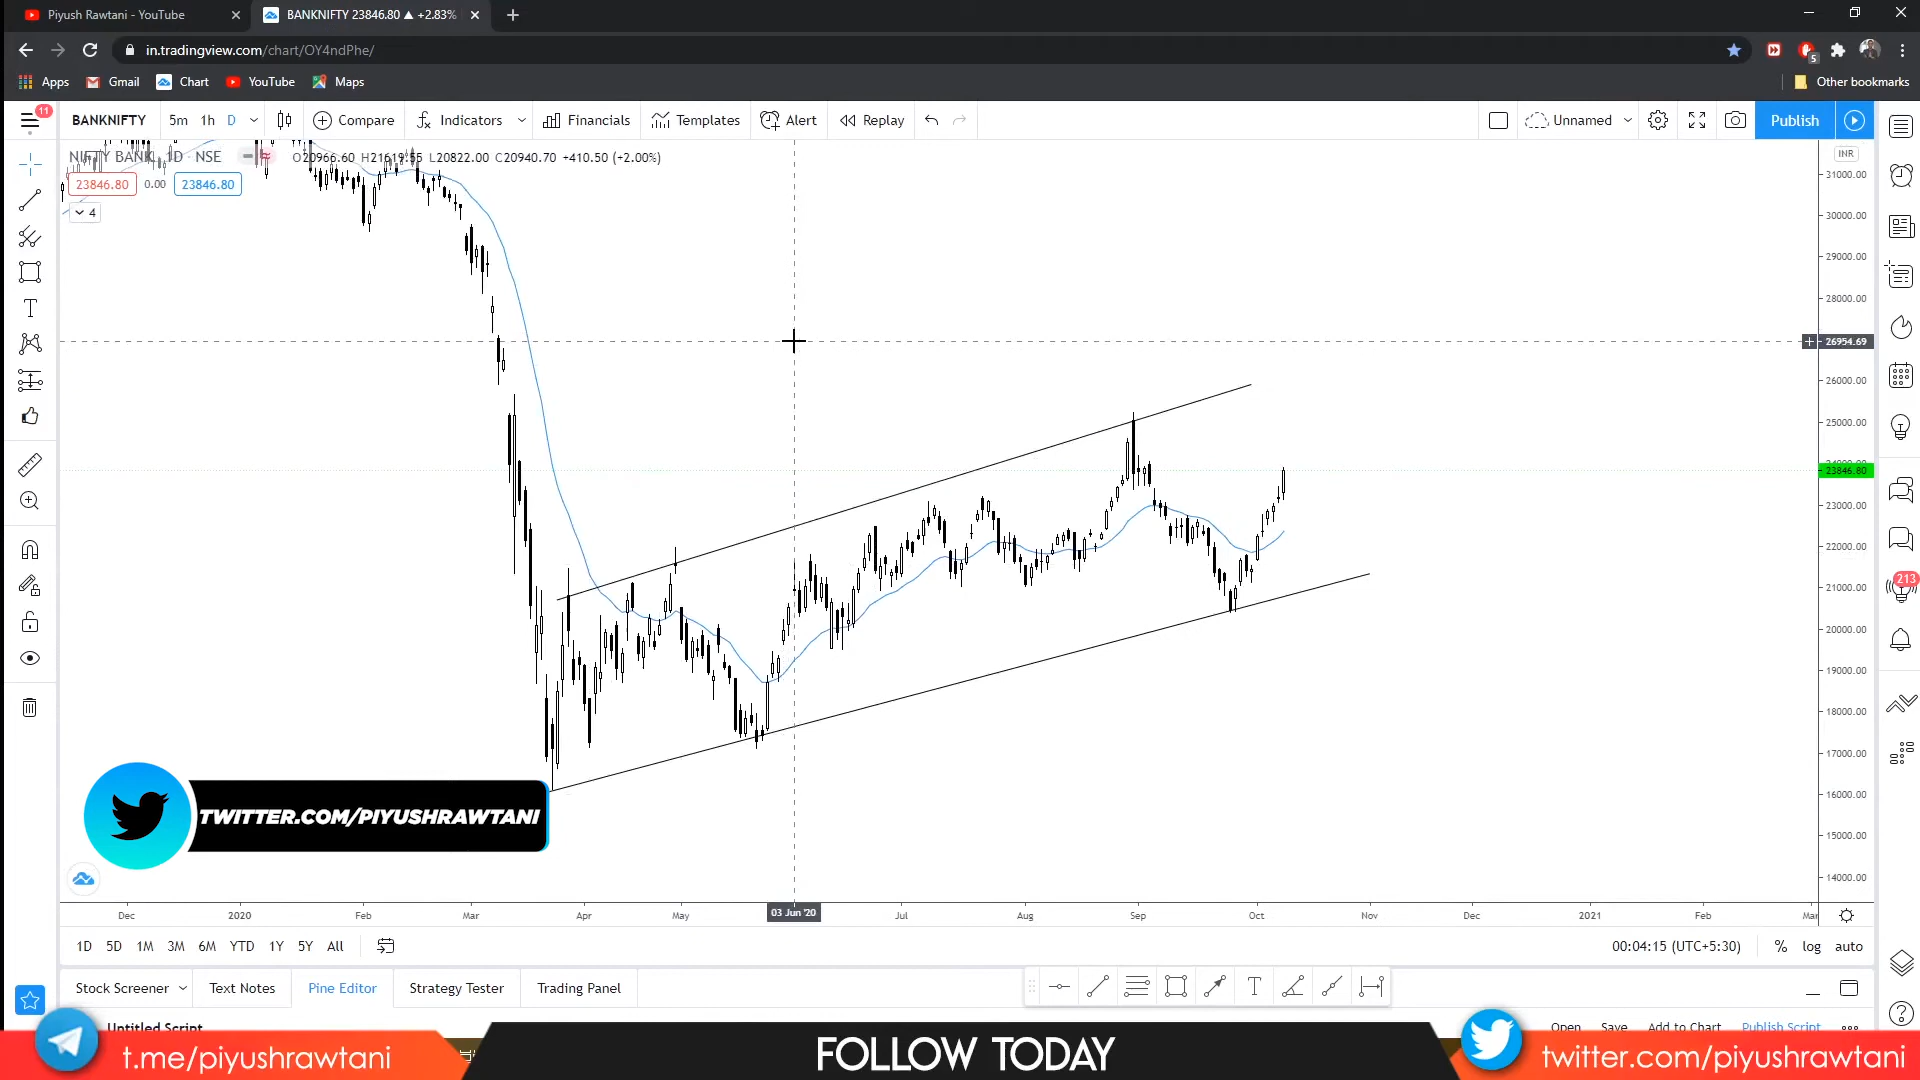 Piyush Rawtani - YouTube
BANKNIFTY 23846.80 ▲ +2.83%
in.tradingview.com/chart/OY4ndPhe/
5
Apps Gmail Chart YouTube Maps Other bookmarks
11
BANKNIFTY 5m 1h D Compare Indicators Financials Templates Alert Replay Unnamed Publish
NIFTY BANK, 1D · NSE O20966.60 H21619.55 L20822.00 C20940.70 +410.50 (+2.00%)
INR
23846.80 0.00 23846.80
4
31000.00
30000.00
29000.00
28000.00
26954.69
26000.00
25000.00
23846.80
23000.00
22000.00
21000.00
20000.00
19000.00
18000.00
17000.00
16000.00
15000.00
14000.00
213
TWITTER.COM/PIYUSHRAWTANI
Dec 2020 Feb Mar Apr May 03 Jun '20 Jul Aug Sep Oct Nov Dec 2021 Feb Mar
1D 5D 1M 3M 6M YTD 1Y 5Y All 00:04:15 (UTC+5:30) % log auto
Stock Screener Text Notes Pine Editor Strategy Tester Trading Panel
Untitled Script Open Save Add to Chart Publish Script
t.me/piyushrawtani FOLLOW TODAY twitter.com/piyushrawtani